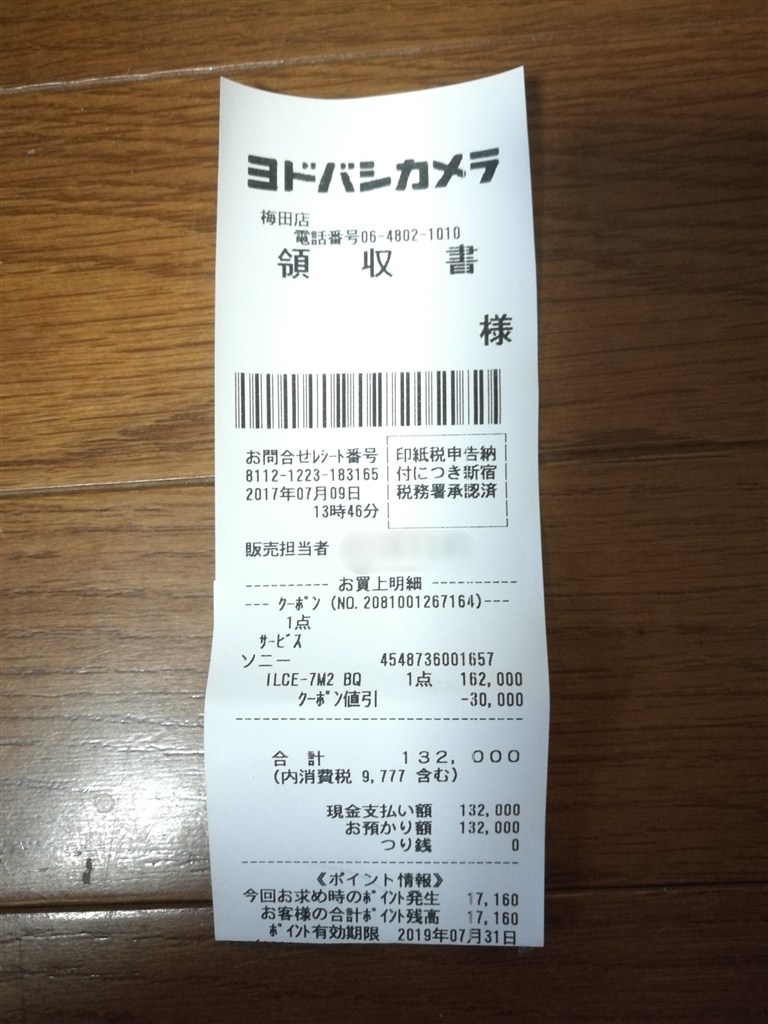 ヨドバシカメラ
梅田店
電話番号06-4802-1010
領 収 書
様
お問合せﾚｼｰﾄ番号
8112-1223-183165
2017年07月09日
13時46分
印紙税申告納
付につき新宿
税務署承認済
販売担当者
---------- お買上明細 ----------
--- ｸｰﾎﾟﾝ (NO. 2081001267164)---
1点
ｻｰﾋﾞｽ
ソニー 4548736001657
ILCE-7M2 BQ 1点 162,000
ｸｰﾎﾟﾝ値引 -30,000
合 計 132,000
(内消費税 9,777 含む)
現金支払い額 132,000
お預かり額 132,000
つり銭 0
《ポイント情報》
今回お求め時のﾎﾟｲﾝﾄ発生 17,160
お客様の合計ﾎﾟｲﾝﾄ残高 17,160
ﾎﾟｲﾝﾄ有効期限 2019年07月31日